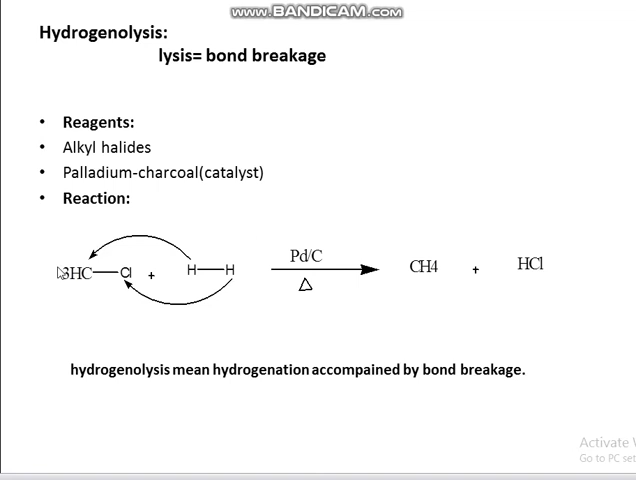 WWW.BANDICAM.COM
Hydrogenolysis:
lysis= bond breakage
• Reagents:
• Alkyl halides
• Palladium-charcoal(catalyst)
• Reaction:
3HC—Cl + H—H Pd/C CH4 + HCl
Δ
hydrogenolysis mean hydrogenation accompained by bond breakage.
Activate
Go to PC set